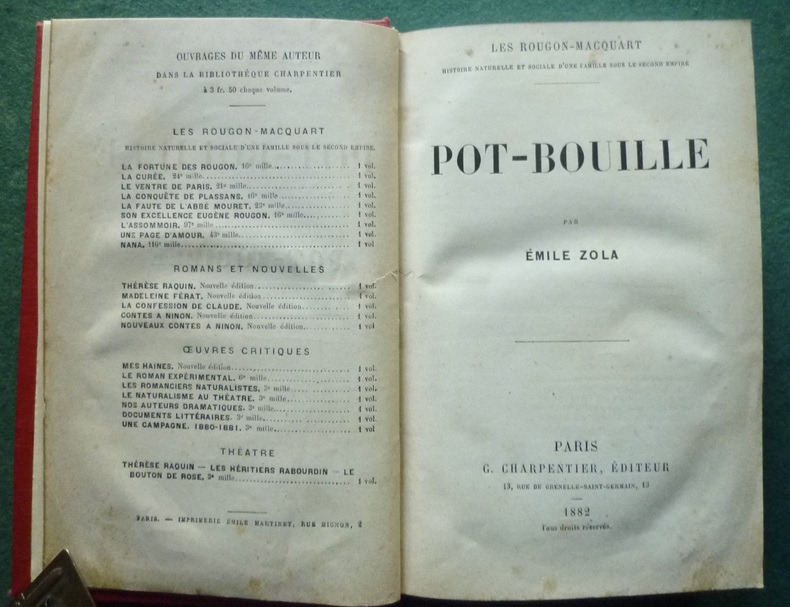 OUVRAGES DU MÊME AUTEUR
DANS LA BIBLIOTHÈQUE CHARPENTIER
à 3 fr. 50 chaque volume.
LES ROUGON-MACQUART
HISTOIRE NATURELLE ET SOCIALE D'UNE FAMILLE SOUS LE SECOND EMPIRE.
LA FORTUNE DES ROUGON. 16e mille. 1 vol.
LA CURÉE. 24e mille. 1 vol.
LE VENTRE DE PARIS. 21e mille. 1 vol.
LA CONQUÊTE DE PLASSANS. 16e mille. 1 vol.
LA FAUTE DE L'ABBÉ MOURET. 25e mille. 1 vol.
SON EXCELLENCE EUGÈNE ROUGON. 16e mille. 1 vol.
L'ASSOMMOIR. 97e mille 1 vol.
UNE PAGE D'AMOUR. 43e mille. 1 vol.
NANA. 116e mille. 1 vol
ROMANS ET NOUVELLES
THÉRÈSE RAQUIN. Nouvelle édition. 1 vol.
MADELEINE FÉRAT. Nouvelle édition. 1 vol.
LA CONFESSION DE CLAUDE. Nouvelle édition. 1 vol.
CONTES A NINON. Nouvelle édition. 1 vol.
NOUVEAUX CONTES A NINON. Nouvelle édition. 1 vol
ŒUVRES CRITIQUES
MES HAINES. Nouvelle édition. 1 vol.
LE ROMAN EXPÉRIMENTAL. 6e mille. 1 vol.
LES ROMANCIERS NATURALISTES. 3e mille. 1 vol.
LE NATURALISME AU THÉATRE. 3e mille. 1 vol.
NOS AUTEURS DRAMATIQUES. 3e mille. 1 vol.
DOCUMENTS LITTÉRAIRES. 3e mille. 1 vol.
UNE CAMPAGNE. 1880-1881. 3e mille. 1 vol
THÉATRE
THÉRÈSE RAQUIN — LES HÉRITIERS RABOURDIN — LE
BOUTON DE ROSE. 3e mille. 1 vol.
PARIS. — IMPRIMERIE ÉMILE MARTINET, RUE MIGNON, 2
LES ROUGON-MACQUART
HISTOIRE NATURELLE ET SOCIALE D'UNE FAMILLE SOUS LE SECOND EMPIRE
POT-BOUILLE
PAR
ÉMILE ZOLA
PARIS
G. CHARPENTIER, ÉDITEUR
13, RUE DE GRENELLE-SAINT-GERMAIN, 13
1882
Tous droits réservés.